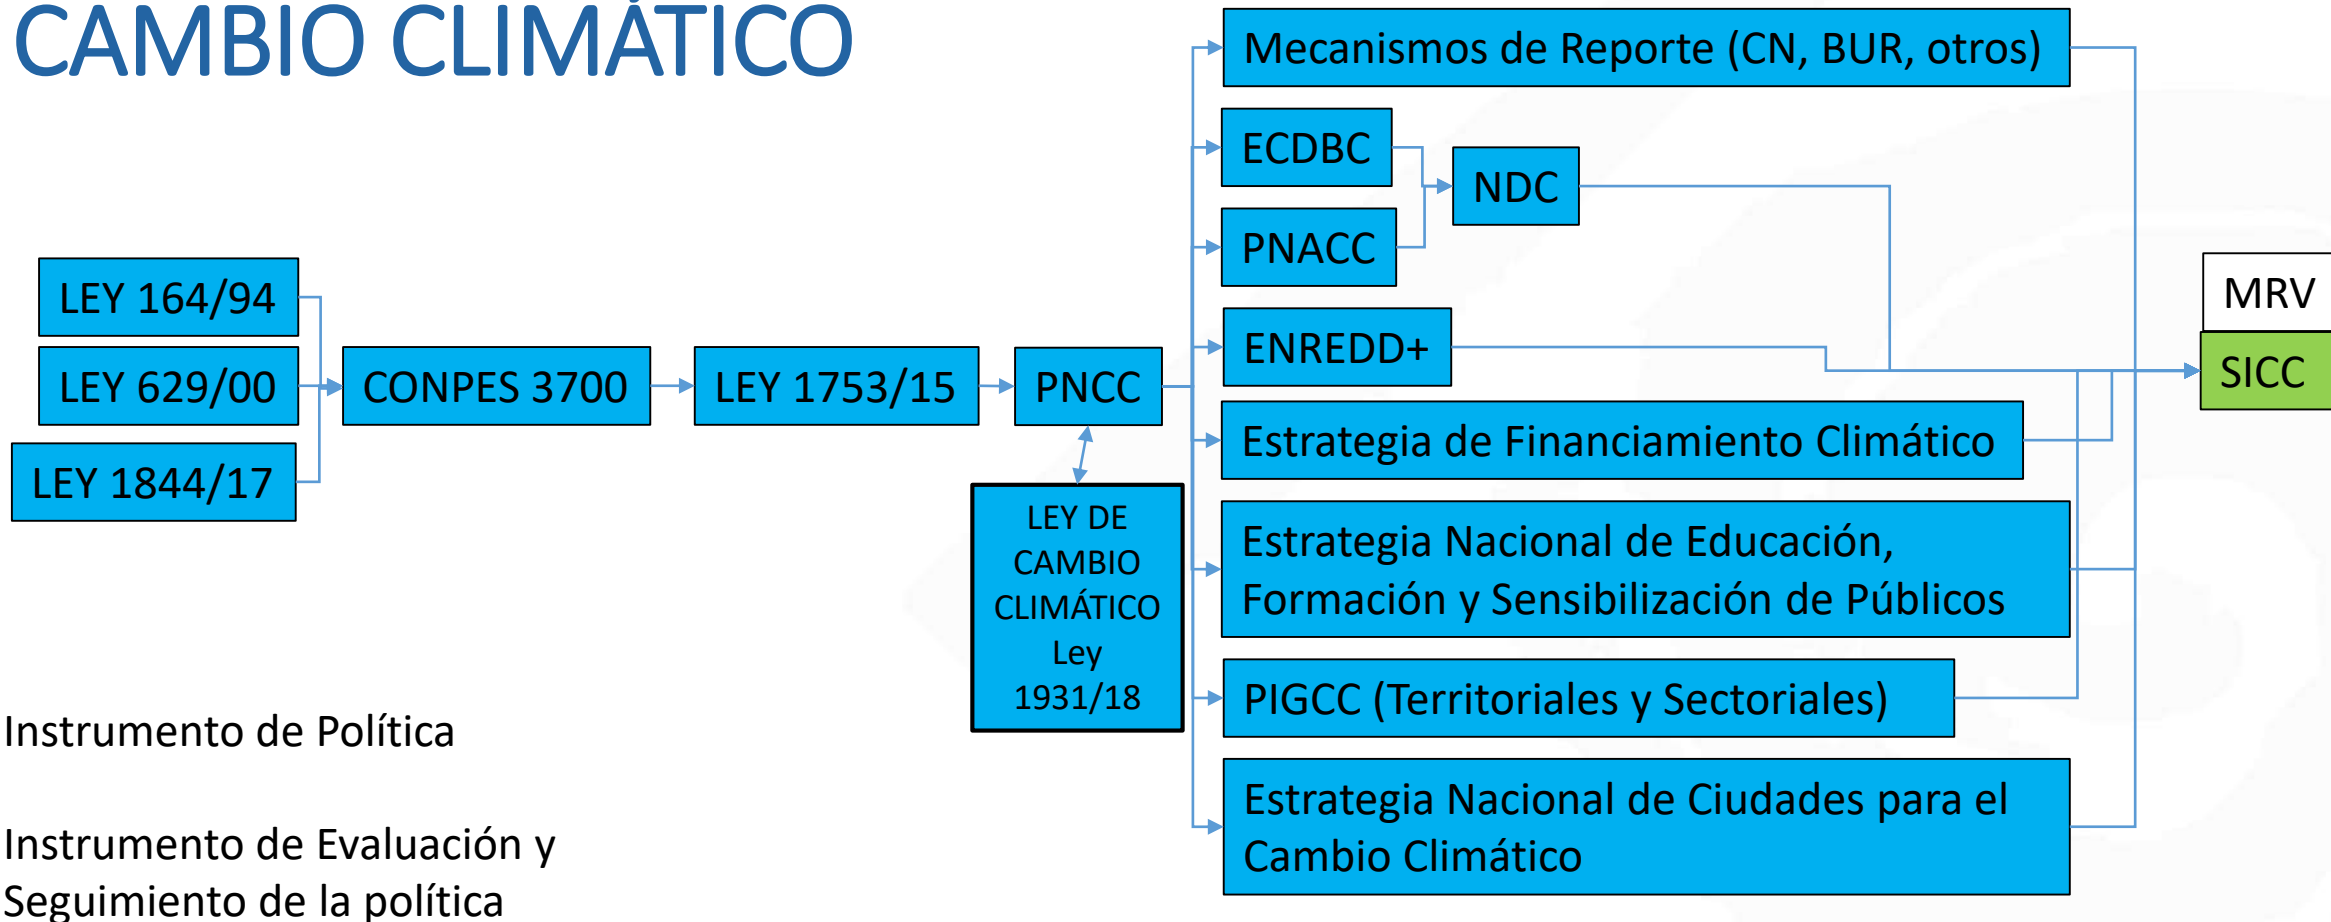 CAMBIO CLIMÁTICO
LEY 164/94
LEY 629/00
LEY 1844/17
CONPES 3700
LEY 1753/15
PNCC
LEY DE
CAMBIO
CLIMÁTICO
Ley
1931/18
Mecanismos de Reporte (CN, BUR, otros)
ECDBC
PNACC
NDC
ENREDD+
Estrategia de Financiamiento Climático
Estrategia Nacional de Educación,
Formación y Sensibilización de Públicos
PIGCC (Territoriales y Sectoriales)
Estrategia Nacional de Ciudades para el
Cambio Climático
MRV
SICC
Instrumento de Política
Instrumento de Evaluación y
Seguimiento de la política